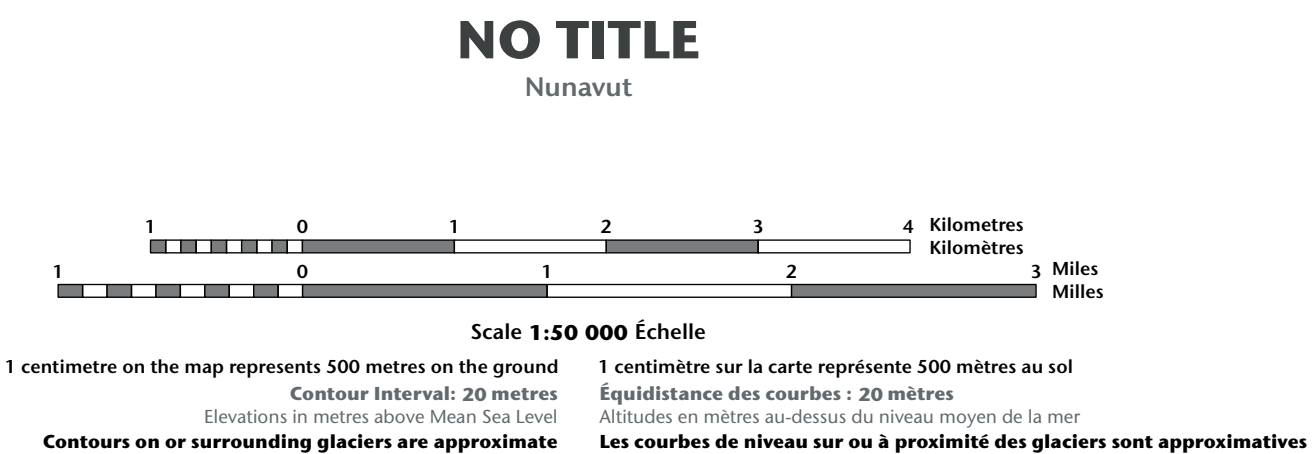 NO TITLE
Nunavut
1 0 1 2 3 4 Kilometres
Kilomètres
1 0 1 2 3 Miles
Milles
Scale 1:50 000 Échelle
1 centimetre on the map represents 500 metres on the ground
1 centimètre sur la carte représente 500 mètres au sol
Contour Interval: 20 metres
Équidistance des courbes : 20 mètres
Elevations in metres above Mean Sea Level
Altitudes en mètres au-dessus du niveau moyen de la mer
Contours on or surrounding glaciers are approximate
Les courbes de niveau sur ou à proximité des glaciers sont approximatives